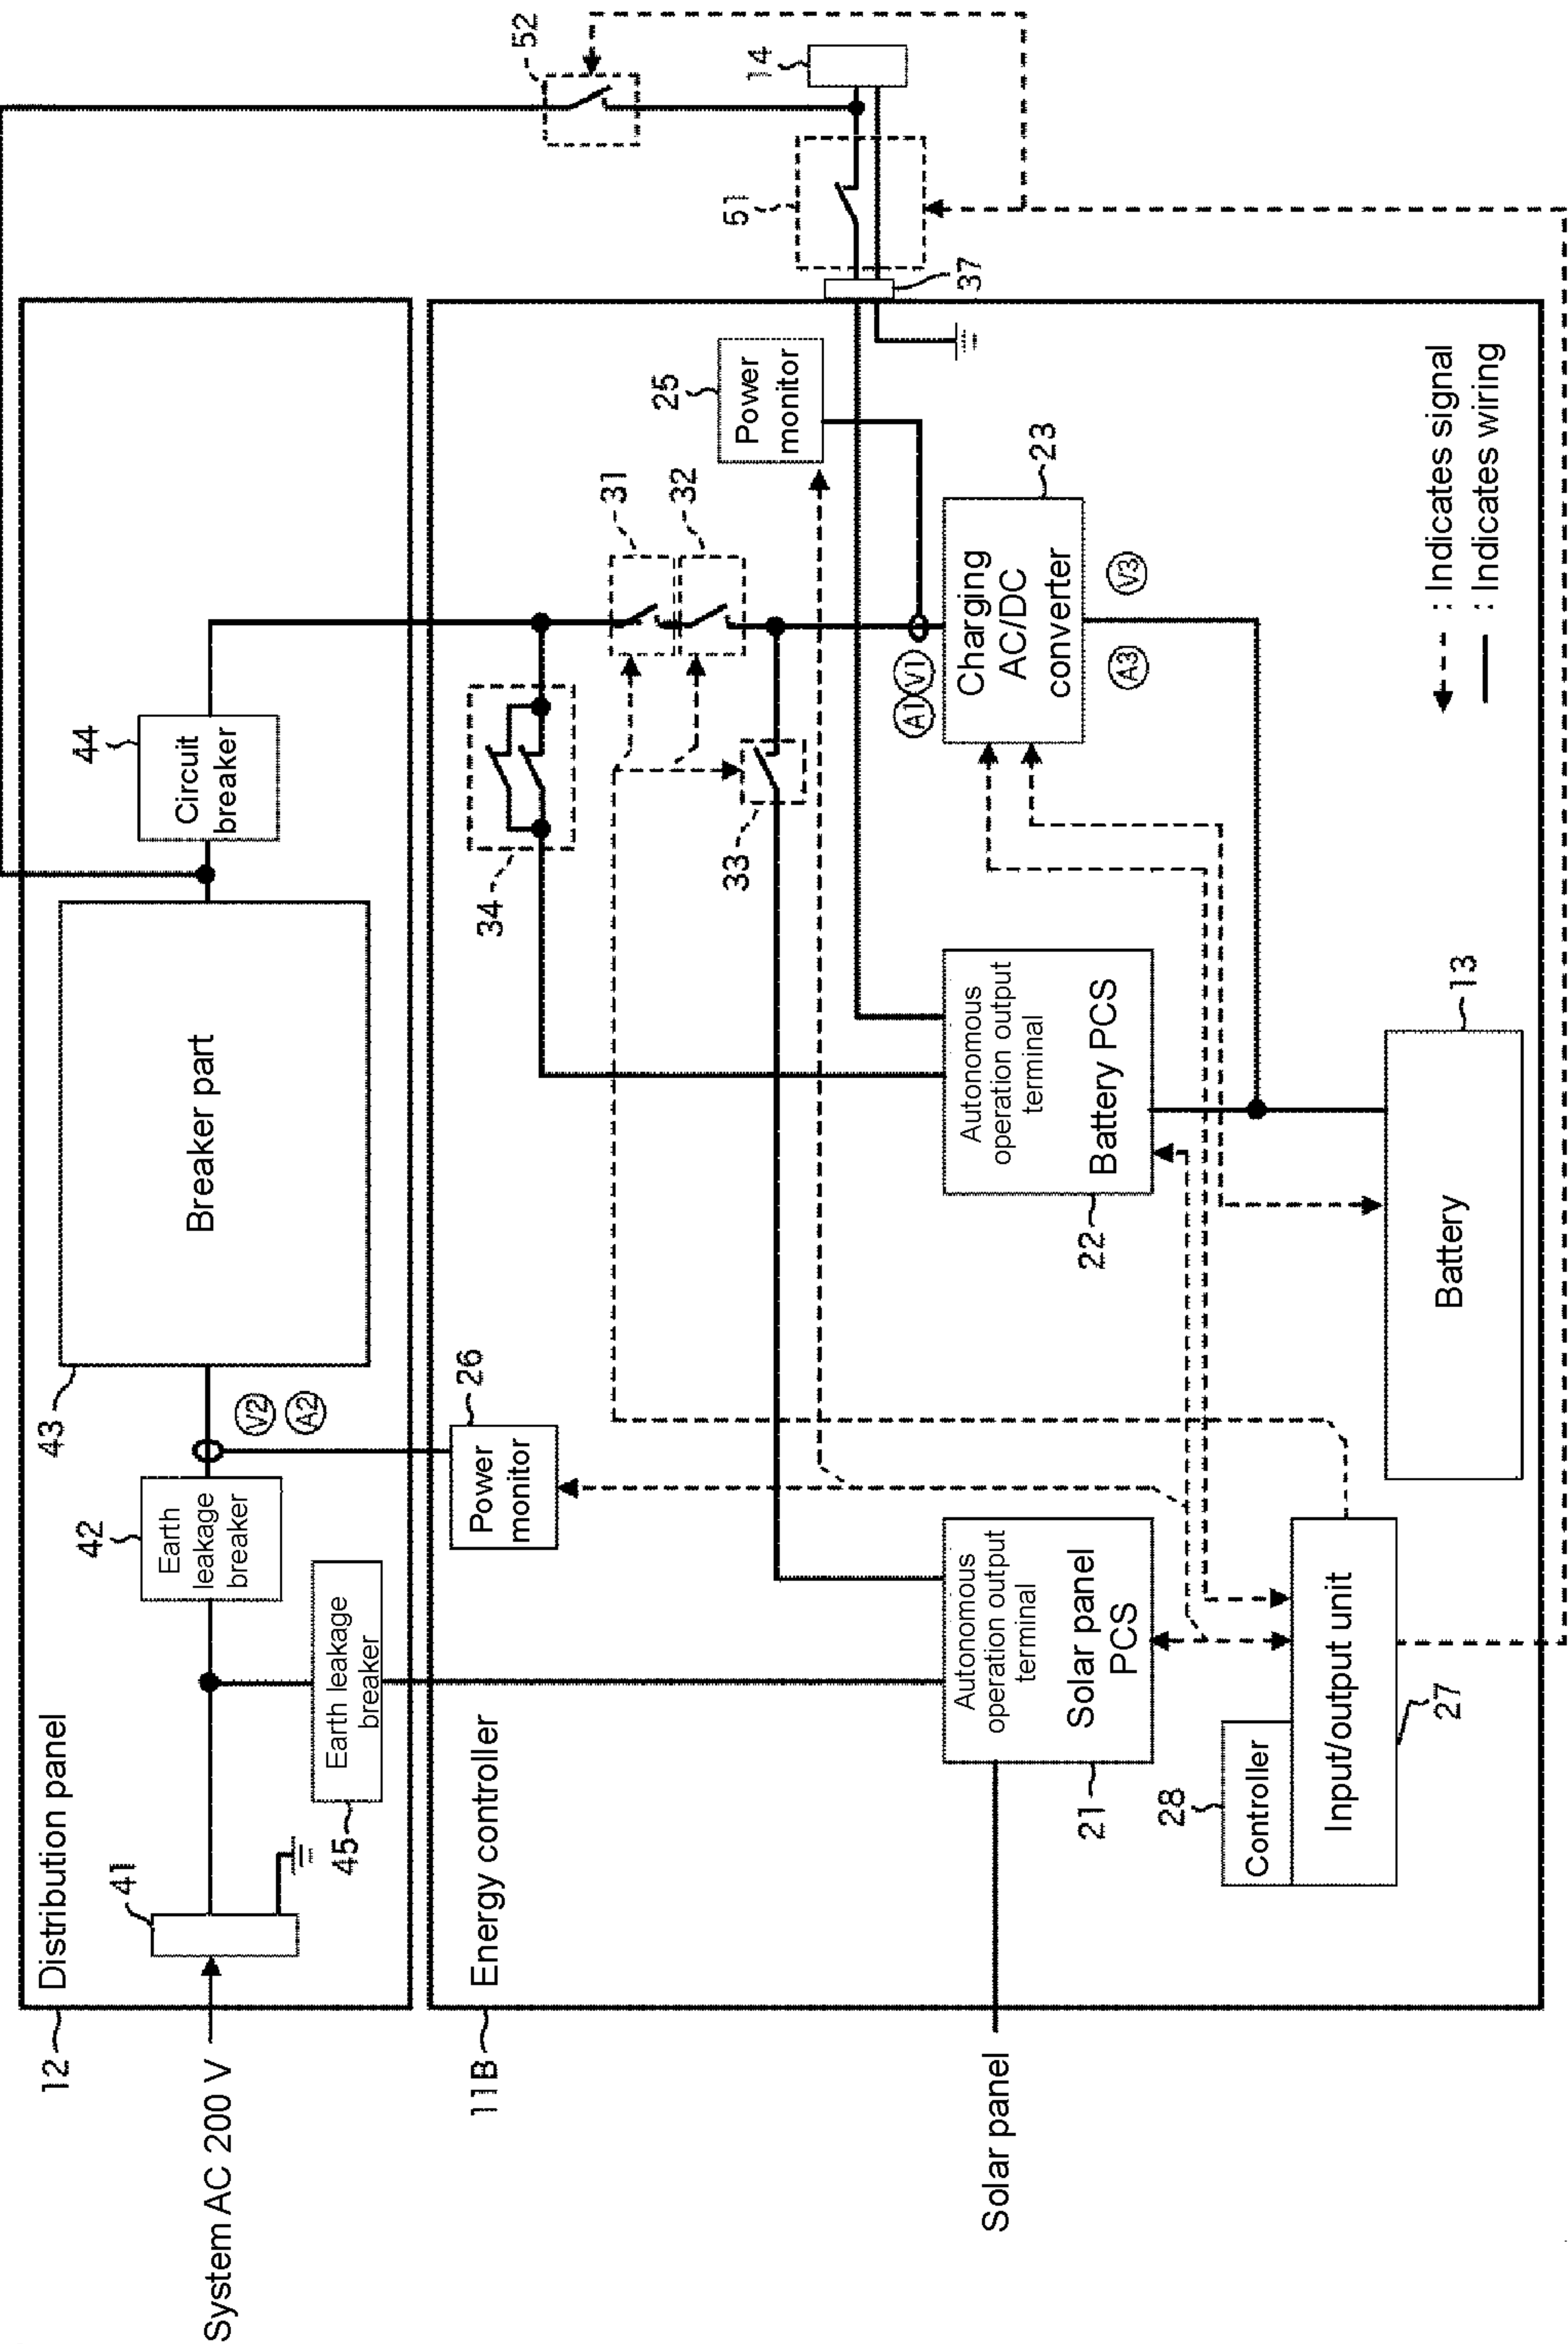 System AC 200 V
12
Distribution panel
41
45
Earth leakage
breaker
42
Earth
leakage
breaker
V2
A2
43
Breaker part
44
Circuit
breaker
52
14
51
37
11B
Energy controller
26
Power
monitor
34
33
31
32
25
Power
monitor
A1
V1
Solar panel
21
Autonomous
operation output
terminal
Solar panel
PCS
22
Autonomous
operation output
terminal
Battery PCS
23
Charging
AC/DC
converter
A3
V3
28
Controller
27
Input/output unit
13
Battery
: Indicates signal
: Indicates wiring